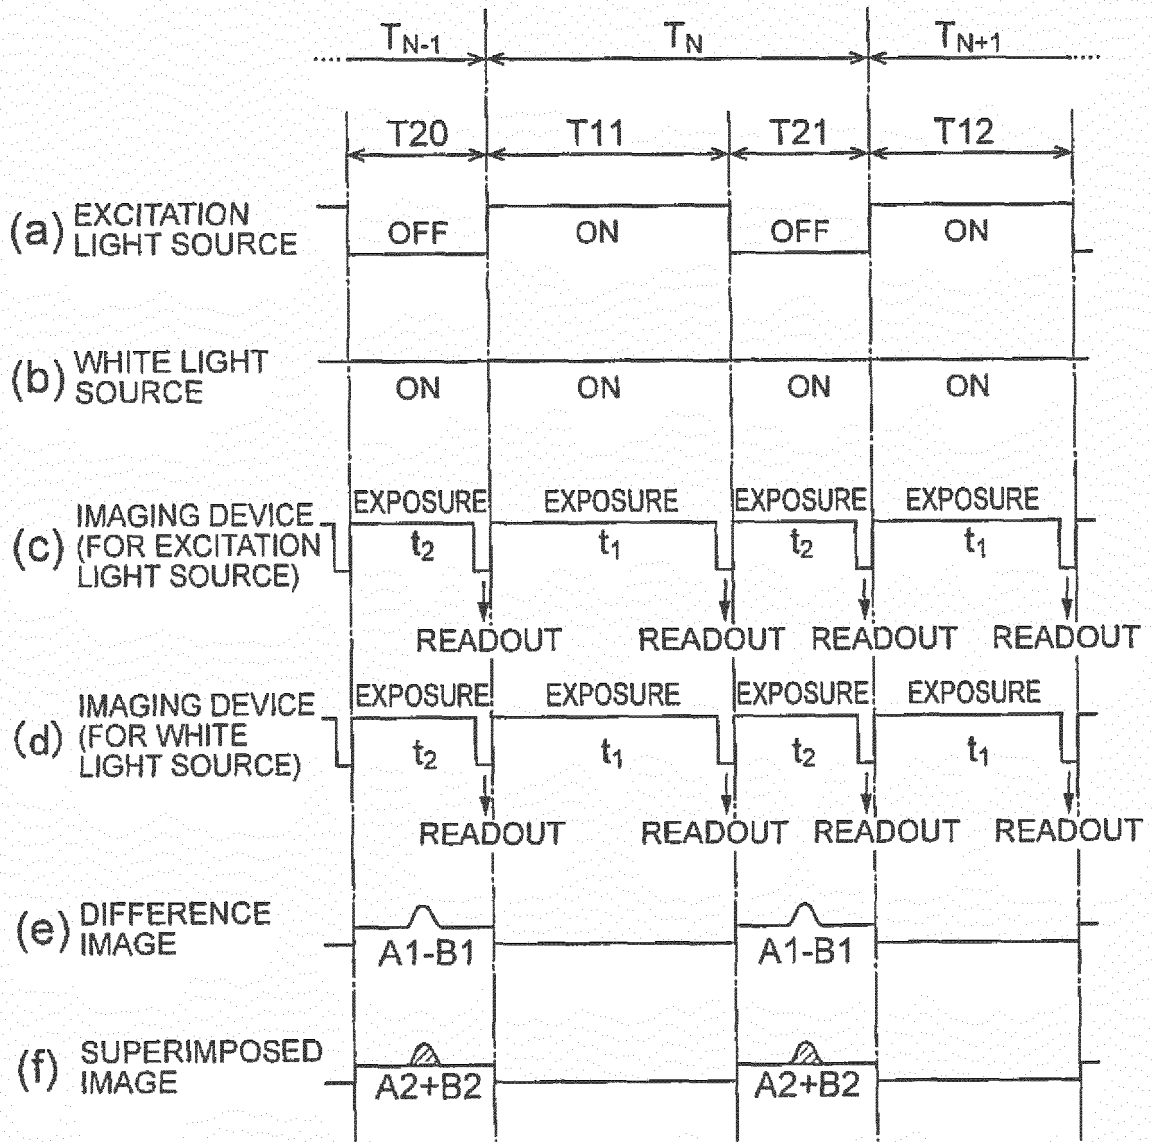 T_N-1 T_N T_N+1
T20 T11 T21 T12
(a) EXCITATION
LIGHT SOURCE
OFF ON OFF ON
(b) WHITE LIGHT
SOURCE
ON ON ON ON
EXPOSURE EXPOSURE EXPOSURE EXPOSURE
(c) IMAGING DEVICE
(FOR EXCITATION
LIGHT SOURCE)
t2 t1 t2 t1
READOUT READOUT READOUT READOUT
EXPOSURE EXPOSURE EXPOSURE EXPOSURE
(d) IMAGING DEVICE
(FOR WHITE
LIGHT SOURCE)
t2 t1 t2 t1
READOUT READOUT READOUT READOUT
(e) DIFFERENCE
IMAGE
A1-B1 A1-B1
(f) SUPERIMPOSED
IMAGE
A2+B2 A2+B2